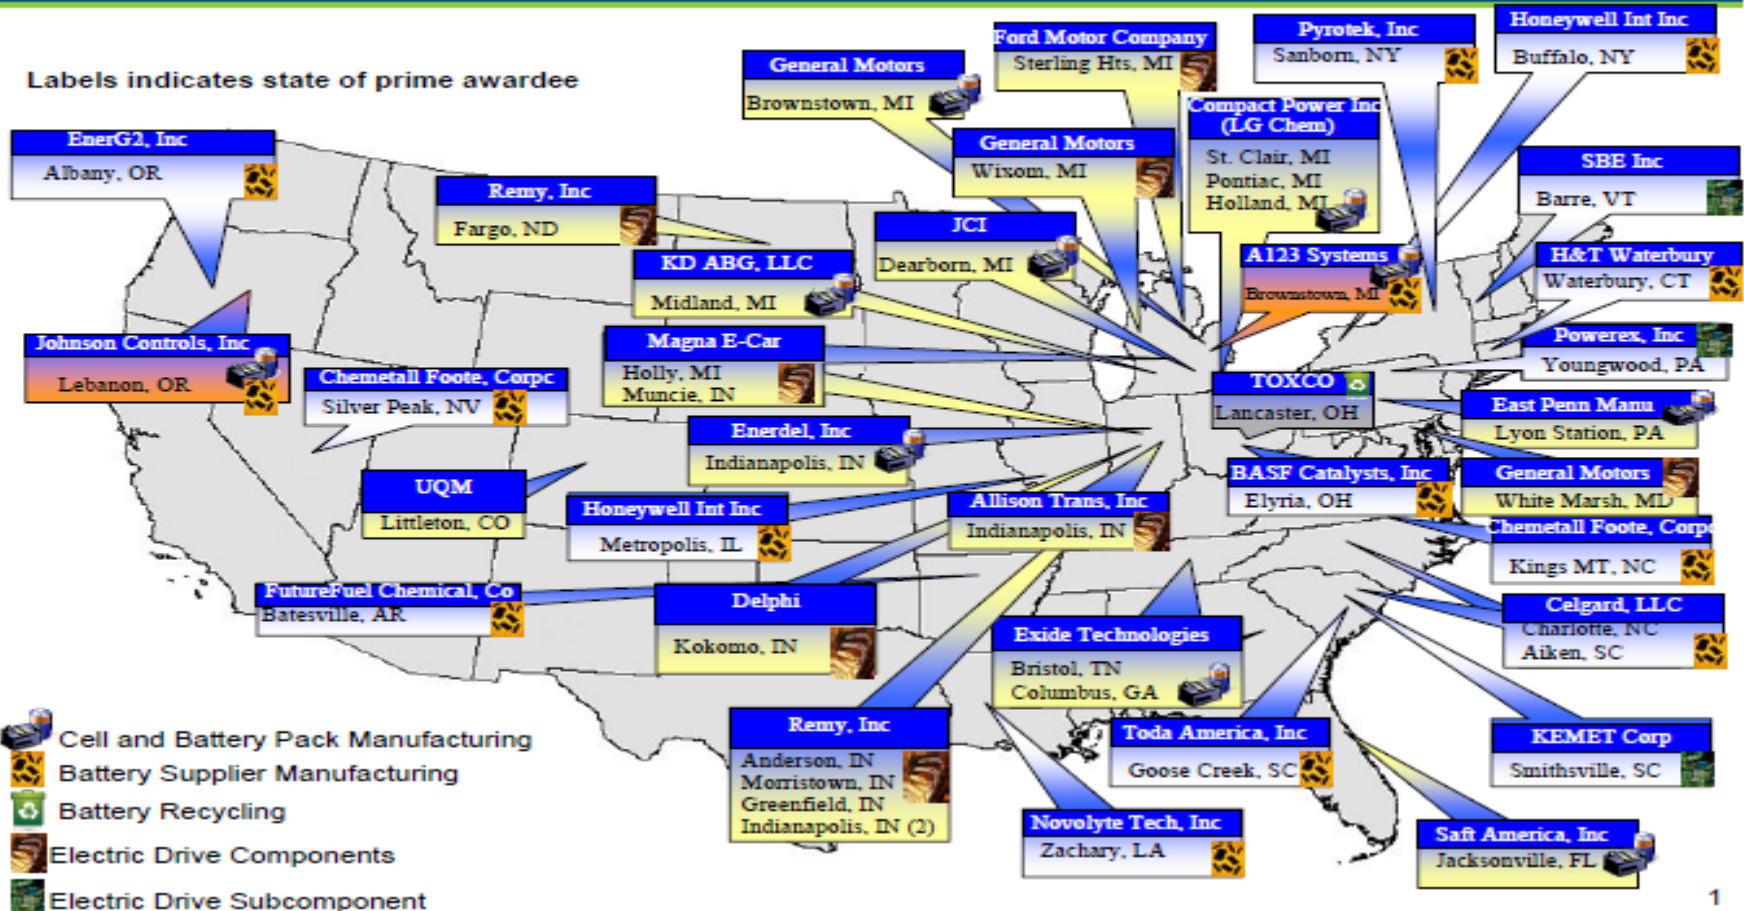 Labels indicates state of prime awardee
EnerG2, Inc
Albany, OR
Johnson Controls, Inc
Lebanon, OR
Chemetall Foote, Corpc
Silver Peak, NV
UQM
Littleton, CO
FutureFuel Chemical, Co
Batesville, AR
Remy, Inc
Fargo, ND
KD ABG, LLC
Midland, MI
Magna E-Car
Holly, MI
Muncie, IN
Enerdel, Inc
Indianapolis, IN
Honeywell Int Inc
Metropolis, IL
Delphi
Kokomo, IN
Remy, Inc
Anderson, IN
Morristown, IN
Greenfield, IN
Indianapolis, IN (2)
General Motors
Brownstown, MI
Ford Motor Company
Sterling Hts, MI
General Motors
Wixom, MI
JCI
Dearborn, MI
Compact Power Inc
(LG Chem)
St. Clair, MI
Pontiac, MI
Holland, MI
A123 Systems
Brownstown, MI
Allison Trans, Inc
Indianapolis, IN
Exide Technologies
Bristol, TN
Columbus, GA
Pyrotek, Inc
Sanborn, NY
Honeywell Int Inc
Buffalo, NY
SBE Inc
Barre, VT
H&T Waterbury
Waterbury, CT
Powerex, Inc
Youngwood, PA
TOXCO
Lancaster, OH
East Penn Manu
Lyon Station, PA
BASF Catalysts, Inc
Elyria, OH
General Motors
White Marsh, MD
Chemetall Foote, Corpc
Kings MT, NC
Celgard, LLC
Charlotte, NC
Aiken, SC
Toda America, Inc
Goose Creek, SC
KEMET Corp
Smithsville, SC
Novolyte Tech, Inc
Zachary, LA
Saft America, Inc
Jacksonville, FL
Cell and Battery Pack Manufacturing
Battery Supplier Manufacturing
Battery Recycling
Electric Drive Components
Electric Drive Subcomponent
1